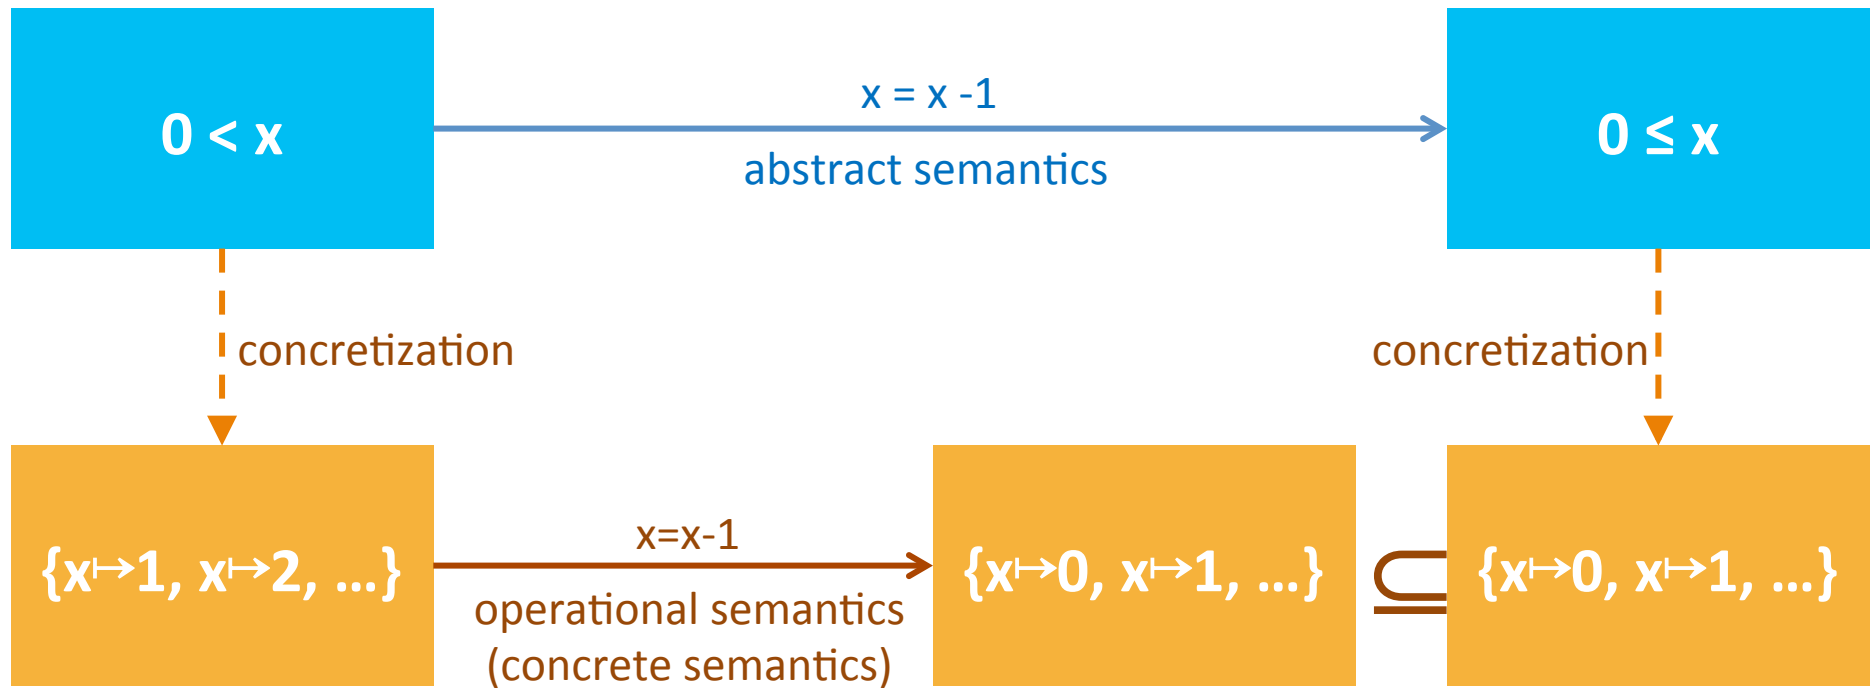 0 < x
x = x -1
abstract semantics
0 ≤ x
concretization
concretization
{x↦1, x↦2, …}
x=x-1
operational semantics
(concrete semantics)
{x↦0, x↦1, …}
⊆
{x↦0, x↦1, …}